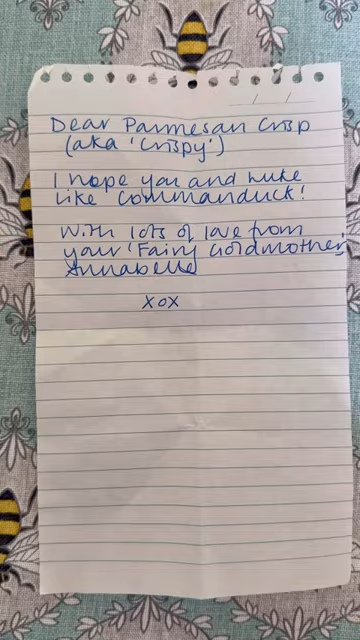 Dear Parmesan Crisp
(aka 'Crispy')
I hope you and Luke
like 'Commanduck'!
With lots of love from
your 'Fairy Goldmother',
Annabelle
xox